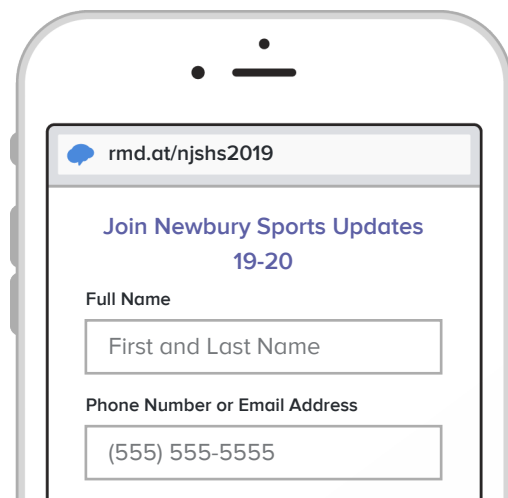 rmd.at/njshs2019
Join Newbury Sports Updates
19-20
Full Name
First and Last Name
Phone Number or Email Address
(555) 555-5555